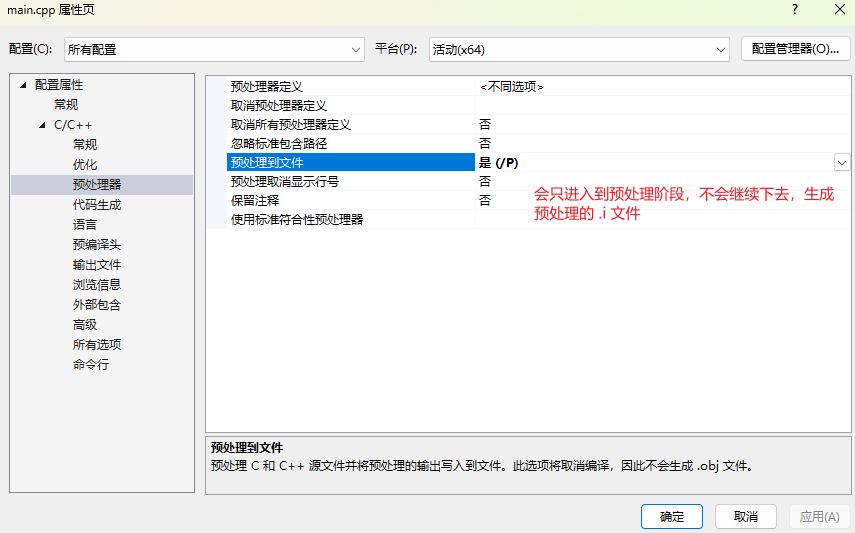 main.cpp 属性页
?
配置(C):
所有配置
平台(P):
活动(x64)
配置管理器(O)...
配置属性
常规
C/C++
常规
优化
预处理器
代码生成
语言
预编译头
输出文件
浏览信息
外部包含
高级
所有选项
命令行
预处理器定义 <不同选项>
取消预处理器定义
取消所有预处理器定义 否
忽略标准包含路径 否
预处理到文件 是 (/P)
预处理取消显示行号 否
保留注释 否
使用标准符合性预处理器
会只进入到预处理阶段，不会继续下去，生成
预处理的 .i 文件
预处理到文件
预处理 C 和 C++ 源文件并将预处理的输出写入到文件。此选项将取消编译，因此不会生成 .obj 文件。
确定
取消
应用(A)